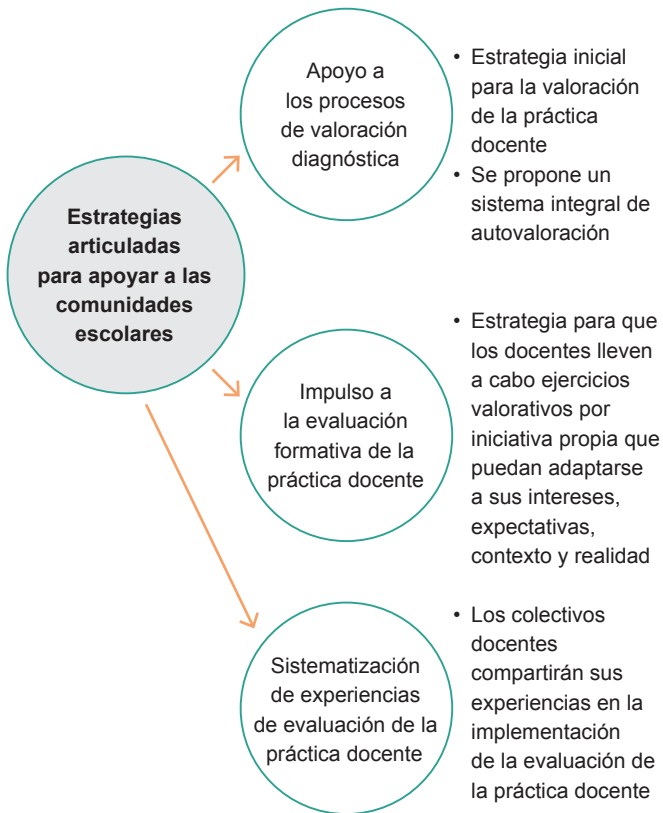 Estrategias
articuladas
para apoyar a las
comunidades
escolares
Apoyo a
los procesos
de valoración
diagnóstica
• Estrategia inicial
para la valoración
de la práctica
docente
• Se propone un
sistema integral de
autovaloración
Impulso a
la evaluación
formativa de la
práctica docente
• Estrategia para que
los docentes lleven
a cabo ejercicios
valorativos por
iniciativa propia que
puedan adaptarse
a sus intereses,
expectativas,
contexto y realidad
Sistematización
de experiencias
de evaluación de la
práctica docente
• Los colectivos
docentes
compartirán sus
experiencias en la
implementación
de la evaluación de
la práctica docente